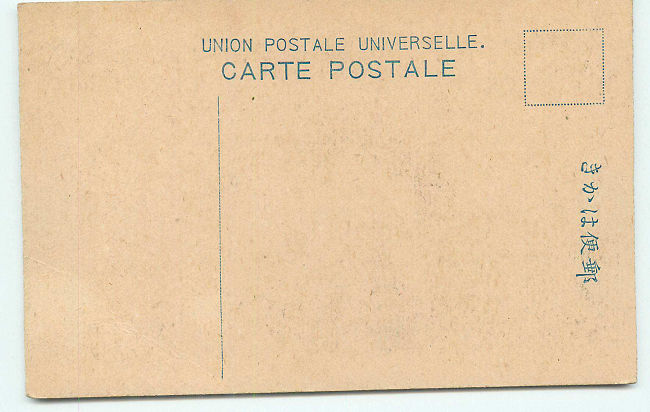 UNION POSTALE UNIVERSELLE.
CARTE POSTALE
郵便はかき